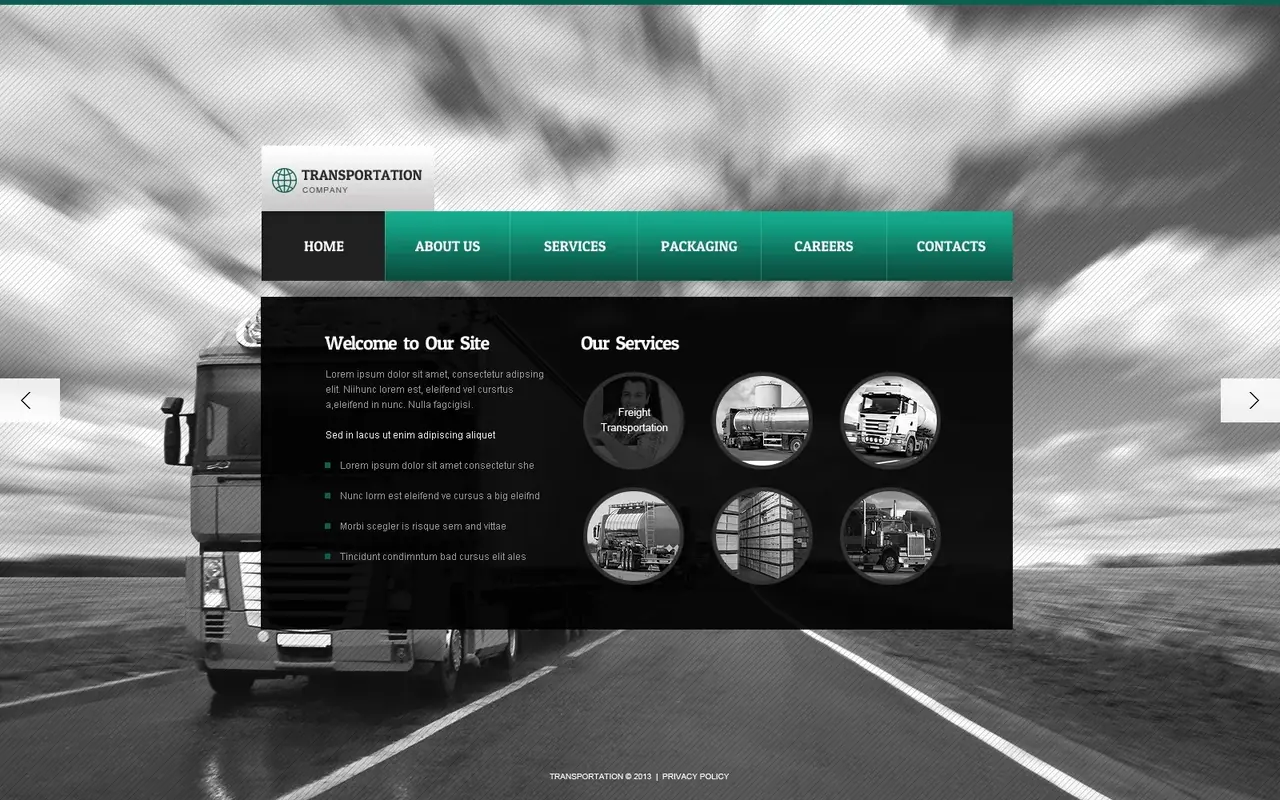 TRANSPORTATION
COMPANY
HOME
ABOUT US
SERVICES
PACKAGING
CAREERS
CONTACTS
Welcome to Our Site
Lorem ipsum dolor sit amet, consectetur adipsing
elit. Niihunc lorem est, eleifend vel cursrtus
a,eleifend in nunc. Nulla fagcigisi.
Sed in lacus ut enim adipiscing aliquet
Lorem ipsum dolor sit amet consectetur she
Nunc lorm est eleifend ve cursus a big eleifnd
Morbi scegler is risque sem and vittae
Tincidunt condimntum bad cursus elit ales
Our Services
Freight
Transportation
TRANSPORTATION © 2013 | PRIVACY POLICY